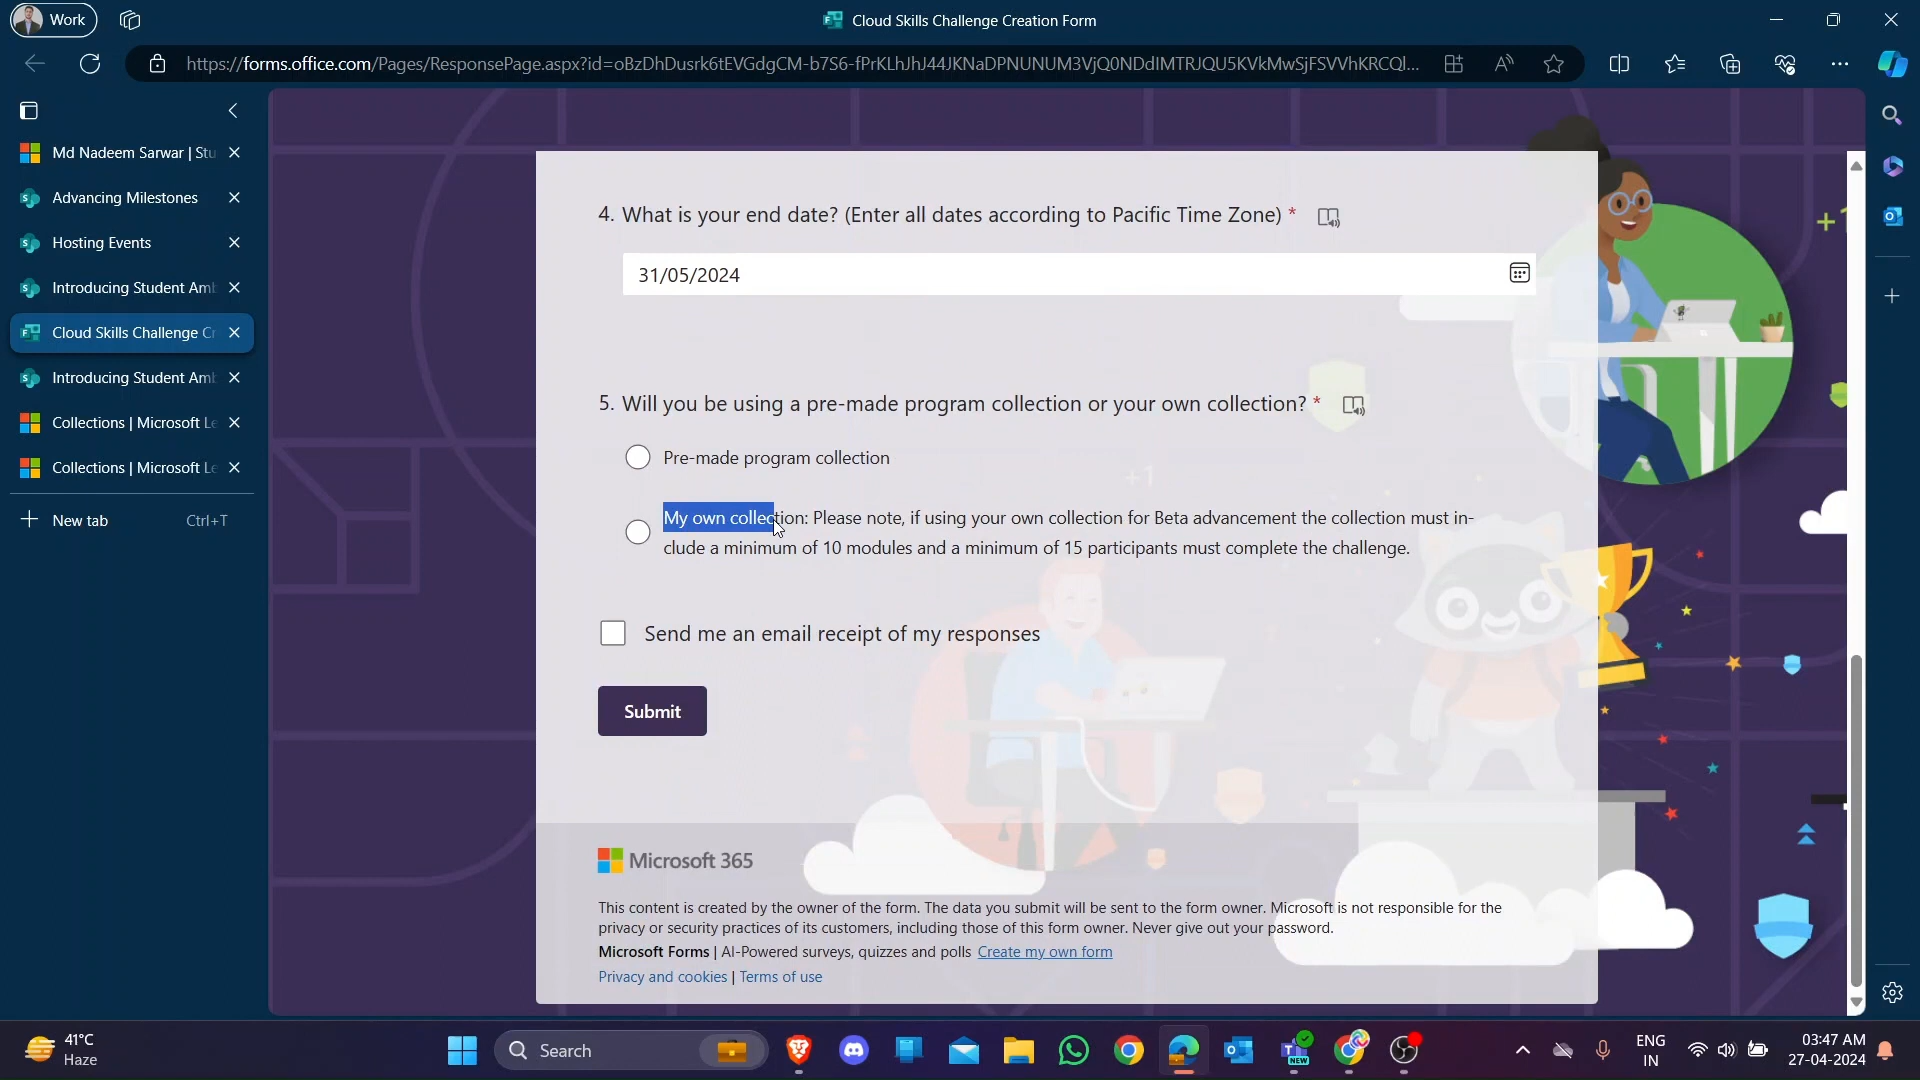 Work
Cloud Skills Challenge Creation Form
https://forms.office.com/Pages/ResponsePage.aspx?id=oBzDhDusrk6tEVGdgCM-b7S6-fPrKLhJhJ44JKNaDPNUNUM3VjQ0NDdIMTRJQU5KVkMwSjFSVVhKRCQl...
Md Nadeem Sarwar | Stu
Advancing Milestones
Hosting Events
Introducing Student Amb
Cloud Skills Challenge Cr
Introducing Student Amb
Collections | Microsoft Le
Collections | Microsoft Le
New tab Ctrl+T
4. What is your end date? (Enter all dates according to Pacific Time Zone) *
31/05/2024
5. Will you be using a pre-made program collection or your own collection? *
Pre-made program collection
My own collection: Please note, if using your own collection for Beta advancement the collection must in-
clude a minimum of 10 modules and a minimum of 15 participants must complete the challenge.
Send me an email receipt of my responses
Submit
Microsoft 365
This content is created by the owner of the form. The data you submit will be sent to the form owner. Microsoft is not responsible for the
privacy or security practices of its customers, including those of this form owner. Never give out your password.
Microsoft Forms | AI-Powered surveys, quizzes and polls Create my own form
Privacy and cookies | Terms of use
+1
+1
41°C
Haze
Search
NEW
ENG
IN
03:47 AM
27-04-2024